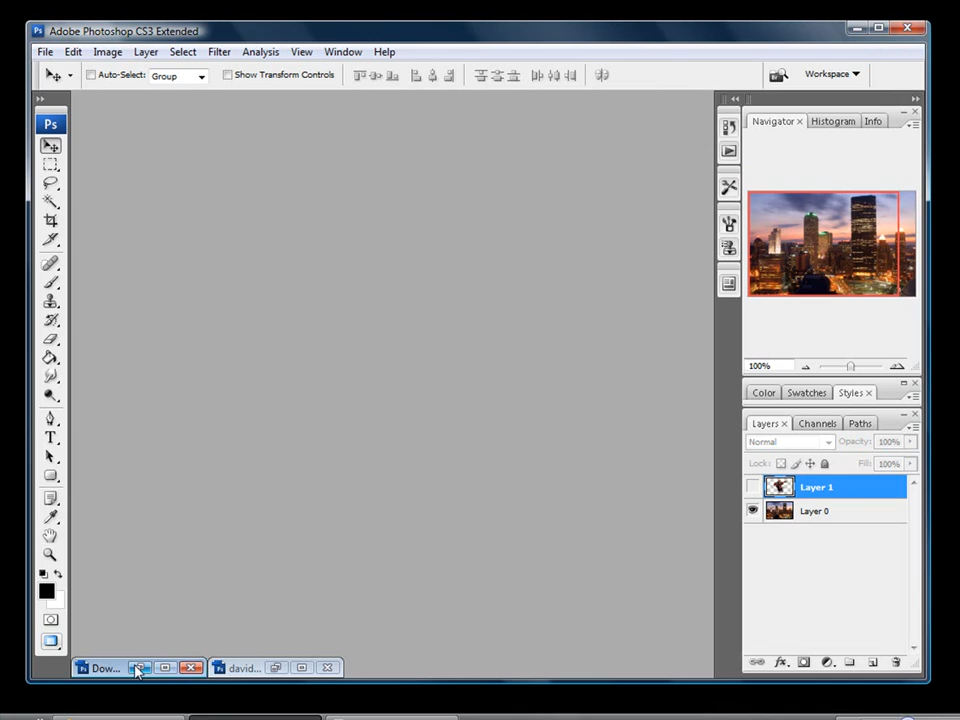 Ps Adobe Photoshop CS3 Extended
File Edit Image Layer Select Filter Analysis View Window Help
Auto-Select: Group Show Transform Controls Workspace
Ps
Navigator Histogram Info
100%
Color Swatches Styles
Layers Channels Paths
Normal Opacity: 100%
Lock: Fill: 100%
Layer 1
Layer 0
T
fx
Dow... david...